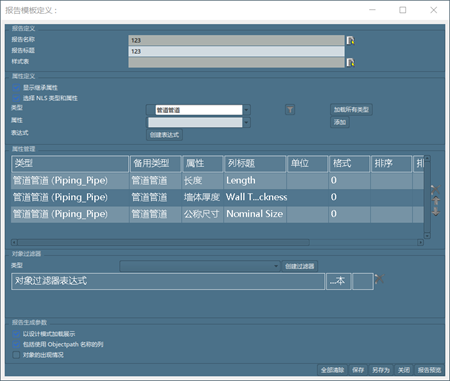 报告模板定义 :
报告定义
报告名称 123
报告标题 123
样式表
属性定义
显示继承属性
选择 NLS 类型和属性
类型 管道管道 加载所有类型
属性 添加
表达式 创建表达式
属性管理
类型 备用类型 属性 列标题 单位 格式 排序 排
管道管道 (Piping_Pipe) 管道管道 长度 Length 0
管道管道 (Piping_Pipe) 管道管道 墙体厚度 Wall T...ckness 0
管道管道 (Piping_Pipe) 管道管道 公称尺寸 Nominal Size 0
对象过滤器
类型 创建过滤器
对象过滤器表达式 ...本
报告生成参数
以设计模式加载展示
包括使用 Objectpath 名称的列
对象的出现情况
全部清除 保存 另存为 关闭 报告预览